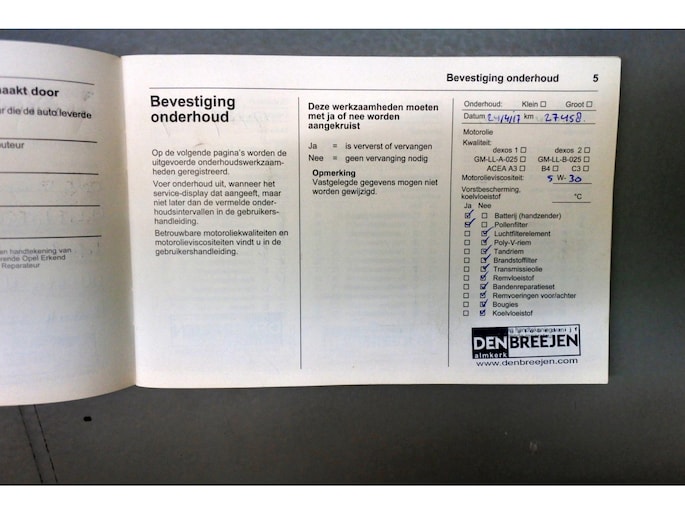 aakt door
r die de auto leverde
uteur
en handtekening van
rende Opel Erkend
Reparateur
Bevestiging onderhoud 5
Bevestiging
onderhoud
Op de volgende pagina's worden de
uitgevoerde onderhoudswerkzaam-
heden geregistreerd.
Voer onderhoud uit, wanneer het
service-display dat aangeeft, maar
niet later dan de vermelde onder-
houdsintervallen in de gebruikers-
handleiding.
Betrouwbare motoroliekwaliteiten en
motorolieviscositeiten vindt u in de
gebruikershandleiding.
Deze werkzaamheden moeten
met ja of nee worden
aangekruist
Ja = is ververst of vervangen
Nee = geen vervanging nodig
Opmerking
Vastgelegde gegevens mogen niet
worden gewijzigd.
Onderhoud: Klein ☐ Groot ☐
Datum 24/4/17 km 27458
Motorolie
Kwaliteit:
dexos 1 ☐ dexos 2 ☐
GM-LL-A-025 ☐ GM-LL-B-025 ☐
ACEA A3 ☐ B4 ☐ C3 ☐
Motorolieviscositeit: 5 W- 30
Vorstbescherming,
koelvloeistof °C
Ja Nee
☑ ☐ Batterij (handzender)
☑ ☐ Pollenfilter
☐ ☑ Luchtfilterelement
☐ ☑ Poly-V-riem
☐ ☑ Tandriem
☐ ☑ Brandstoffilter
☐ ☑ Transmissieolie
☐ ☑ Remvloeistof
☐ ☑ Bandenreparatieset
☐ ☑ Remvoeringen voor/achter
☐ ☑ Bougies
☐ ☑ Koelvloeistof
DEN BREEJEN
almkerk
www.denbreejen.com